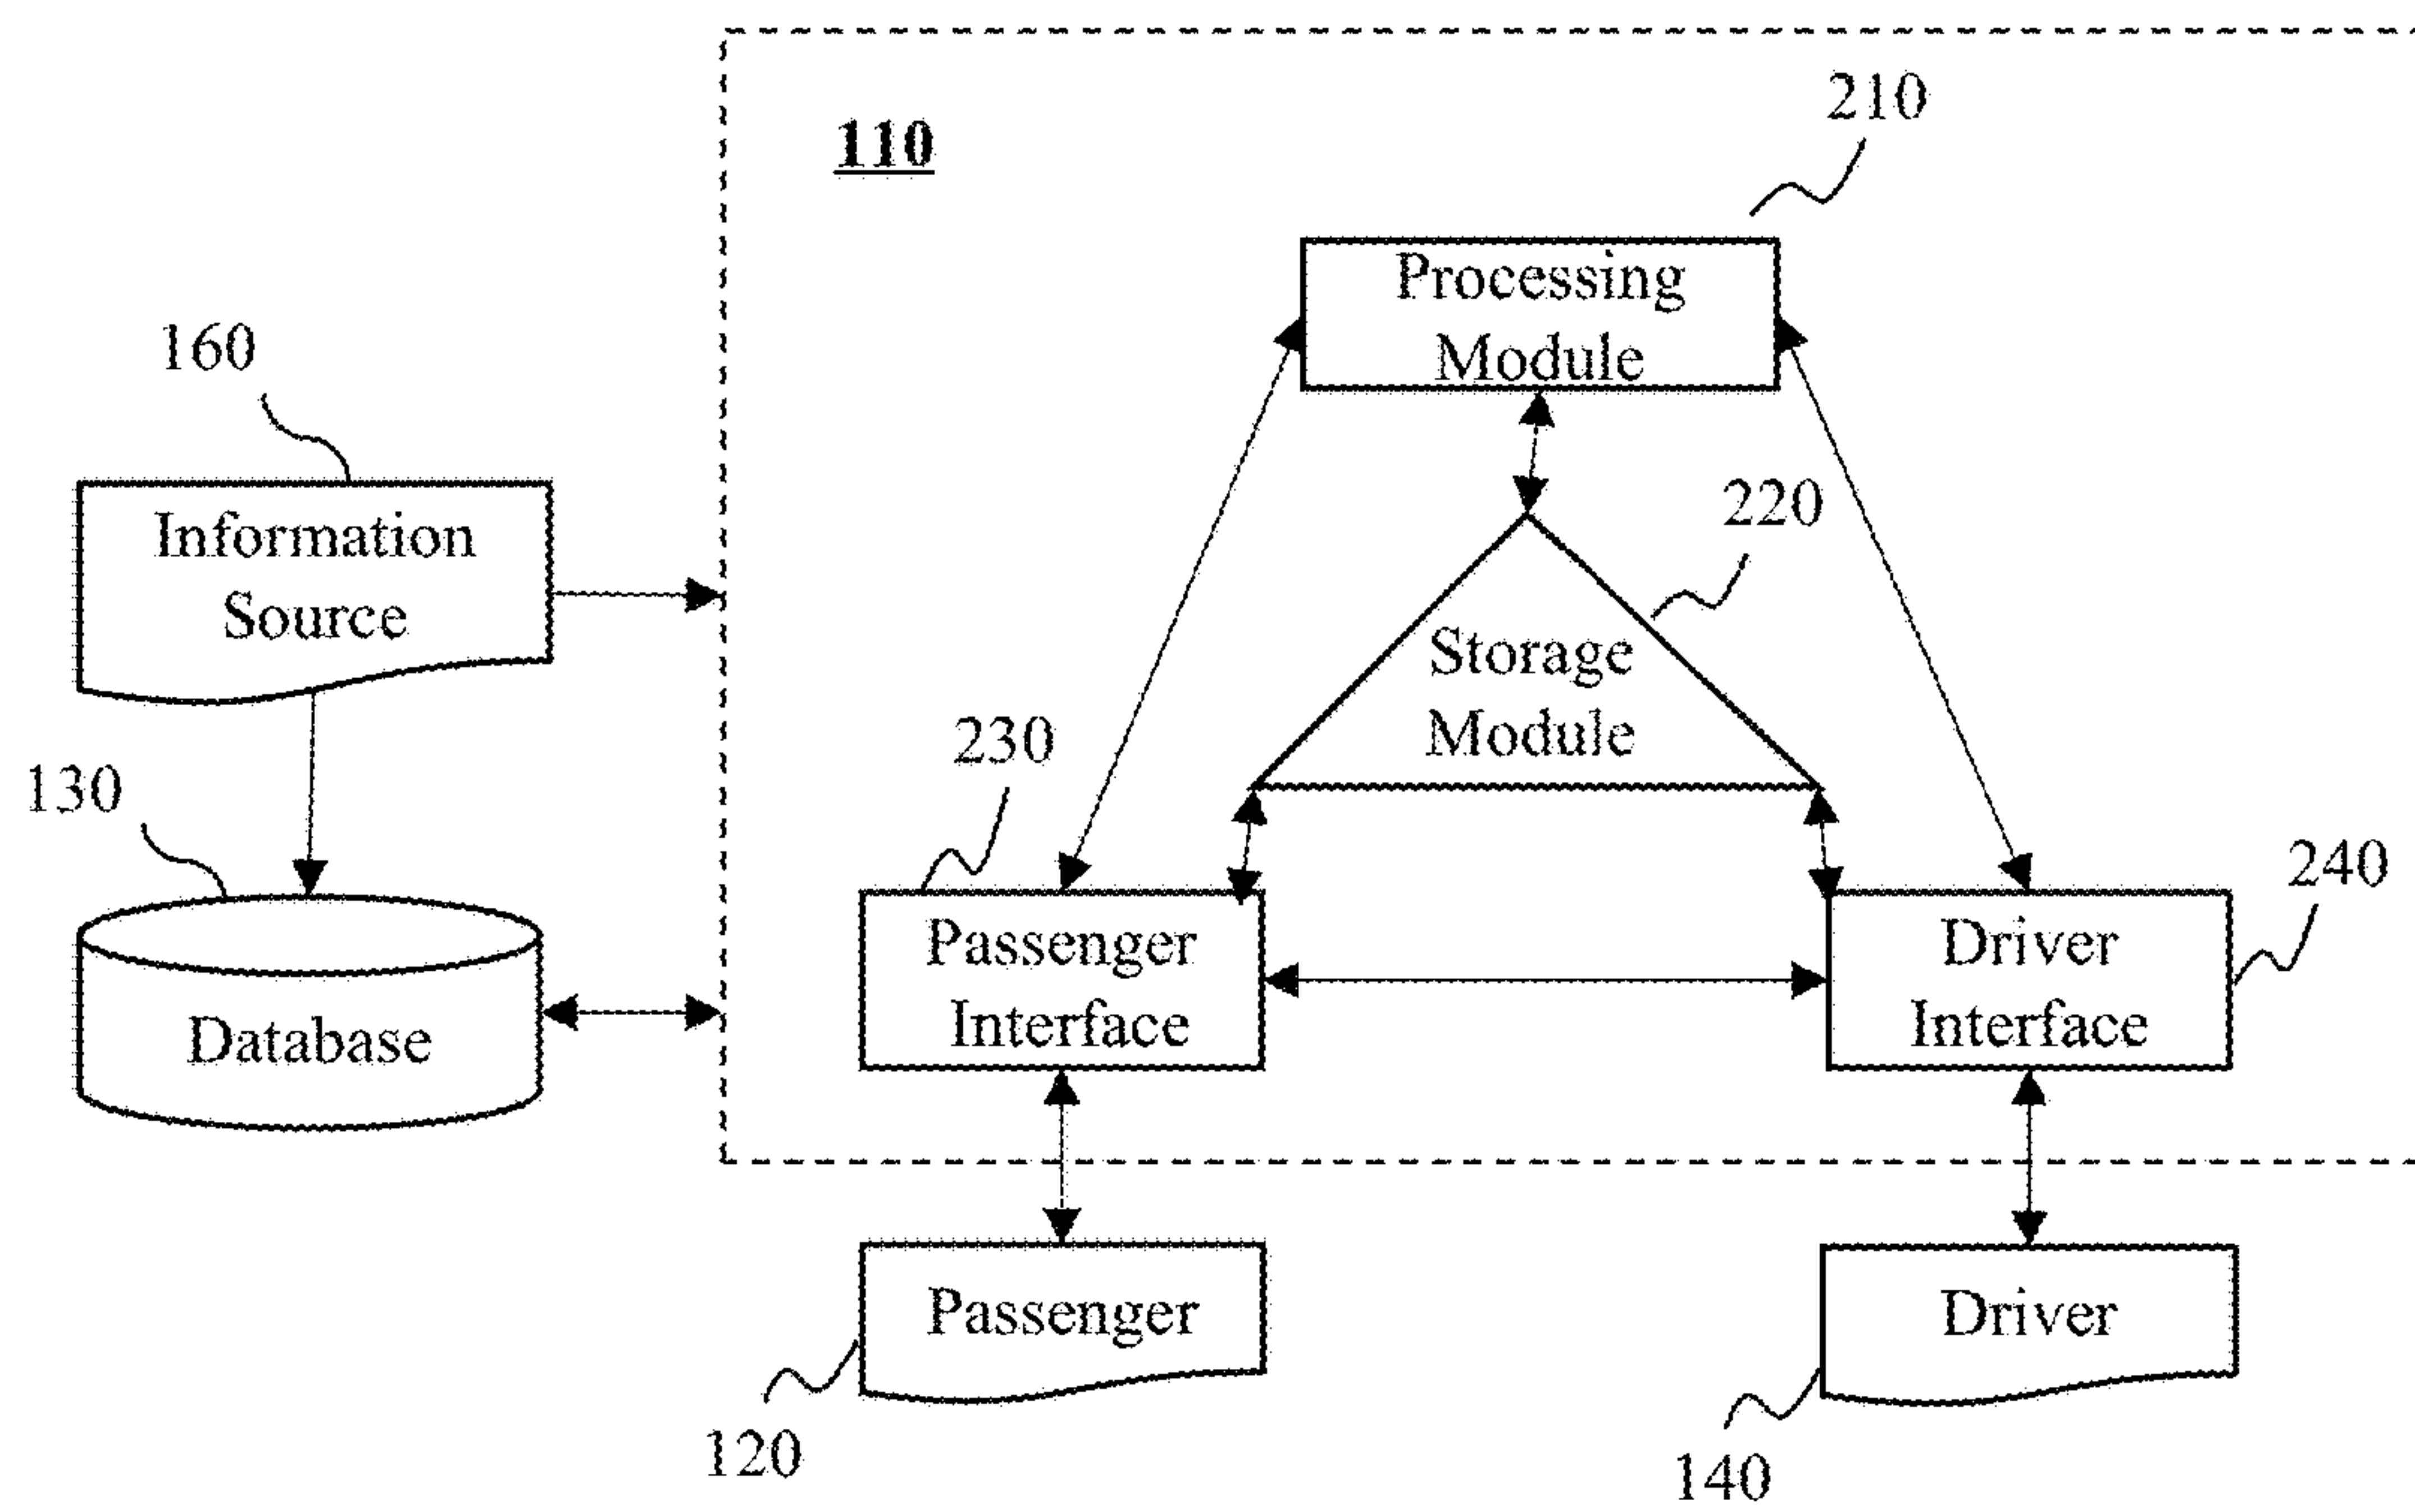 210
110
Processing
Module
160
220
Information
Source
Storage
Module
230
130
240
Passenger
Interface
Driver
Interface
Database
Passenger
Driver
120
140